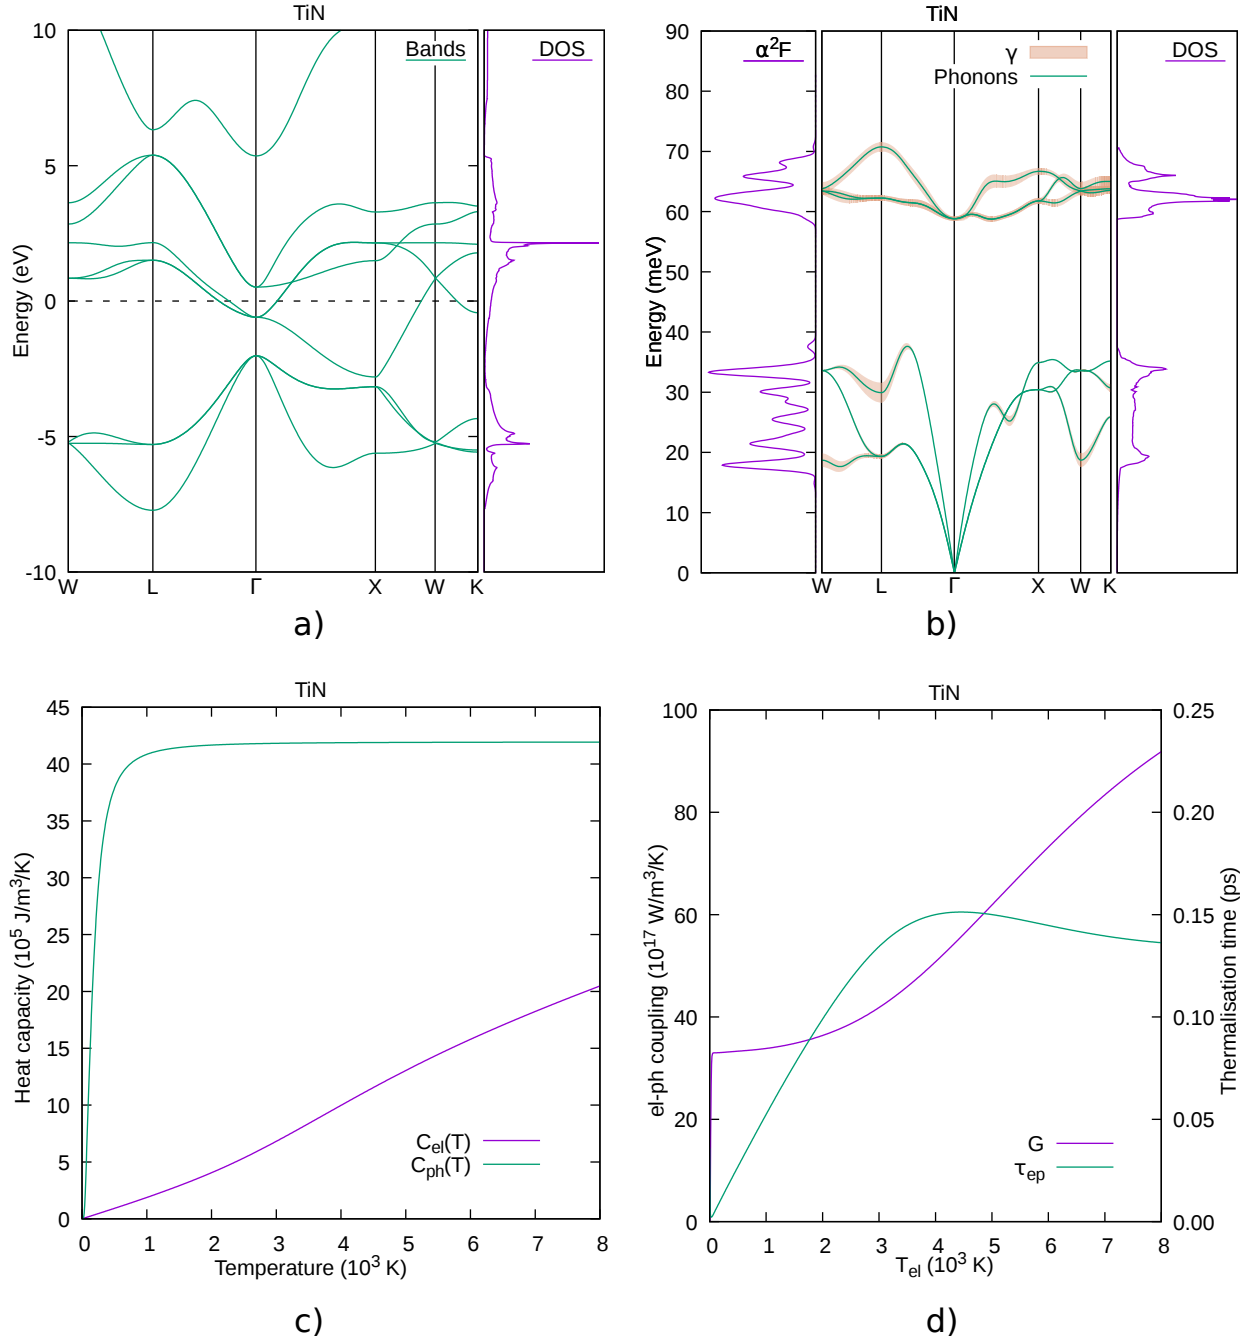 TiN
10
5
0
-5
-10
Energy (eV)
Bands
DOS
W L Γ X W K
a)
TiN
90
80
70
60
50
40
30
20
10
0
Energy (meV)
α²F
γ
Phonons
DOS
W L Γ X W K
b)
TiN
45
40
35
30
25
20
15
10
5
0
Heat capacity (10⁵ J/m³/K)
C_el(T)
C_ph(T)
0 1 2 3 4 5 6 7 8
Temperature (10³ K)
c)
TiN
100
80
60
40
20
0
el-ph coupling (10¹⁷ W/m³/K)
0.25
0.20
0.15
0.10
0.05
0.00
Thermalisation time (ps)
G
τ_ep
0 1 2 3 4 5 6 7 8
T_el (10³ K)
d)